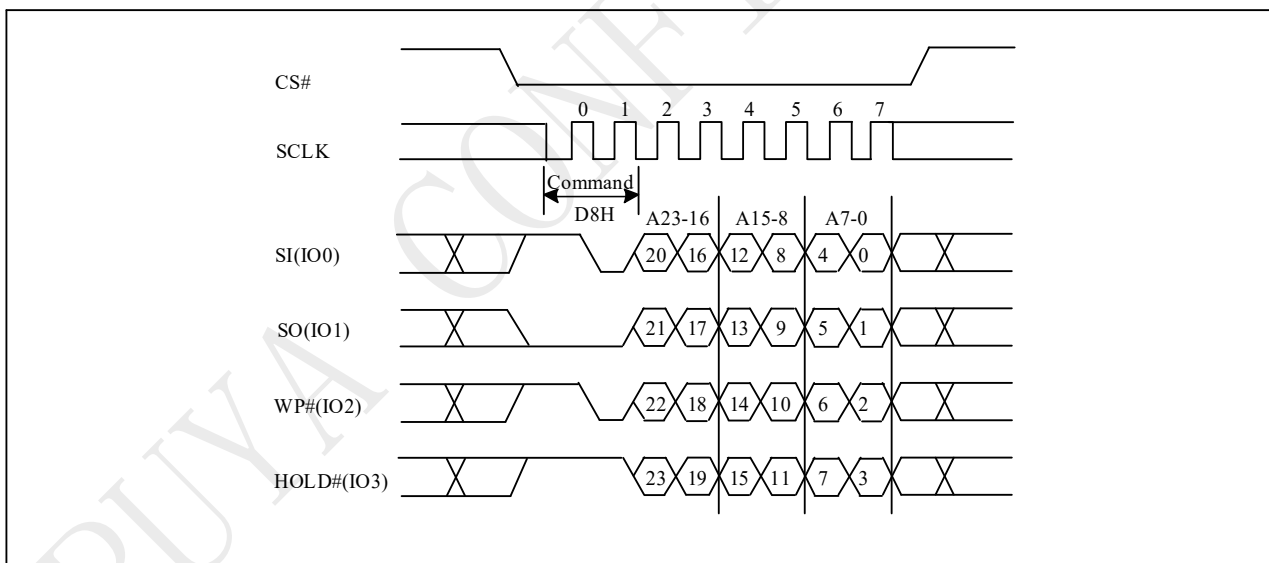 CS#
0 1 2 3 4 5 6 7
SCLK
Command
D8H
A23-16 A15-8 A7-0
SI(IO0) 20 16 12 8 4 0
SO(IO1) 21 17 13 9 5 1
WP#(IO2) 22 18 14 10 6 2
HOLD#(IO3) 23 19 15 11 7 3
PUYA CONF